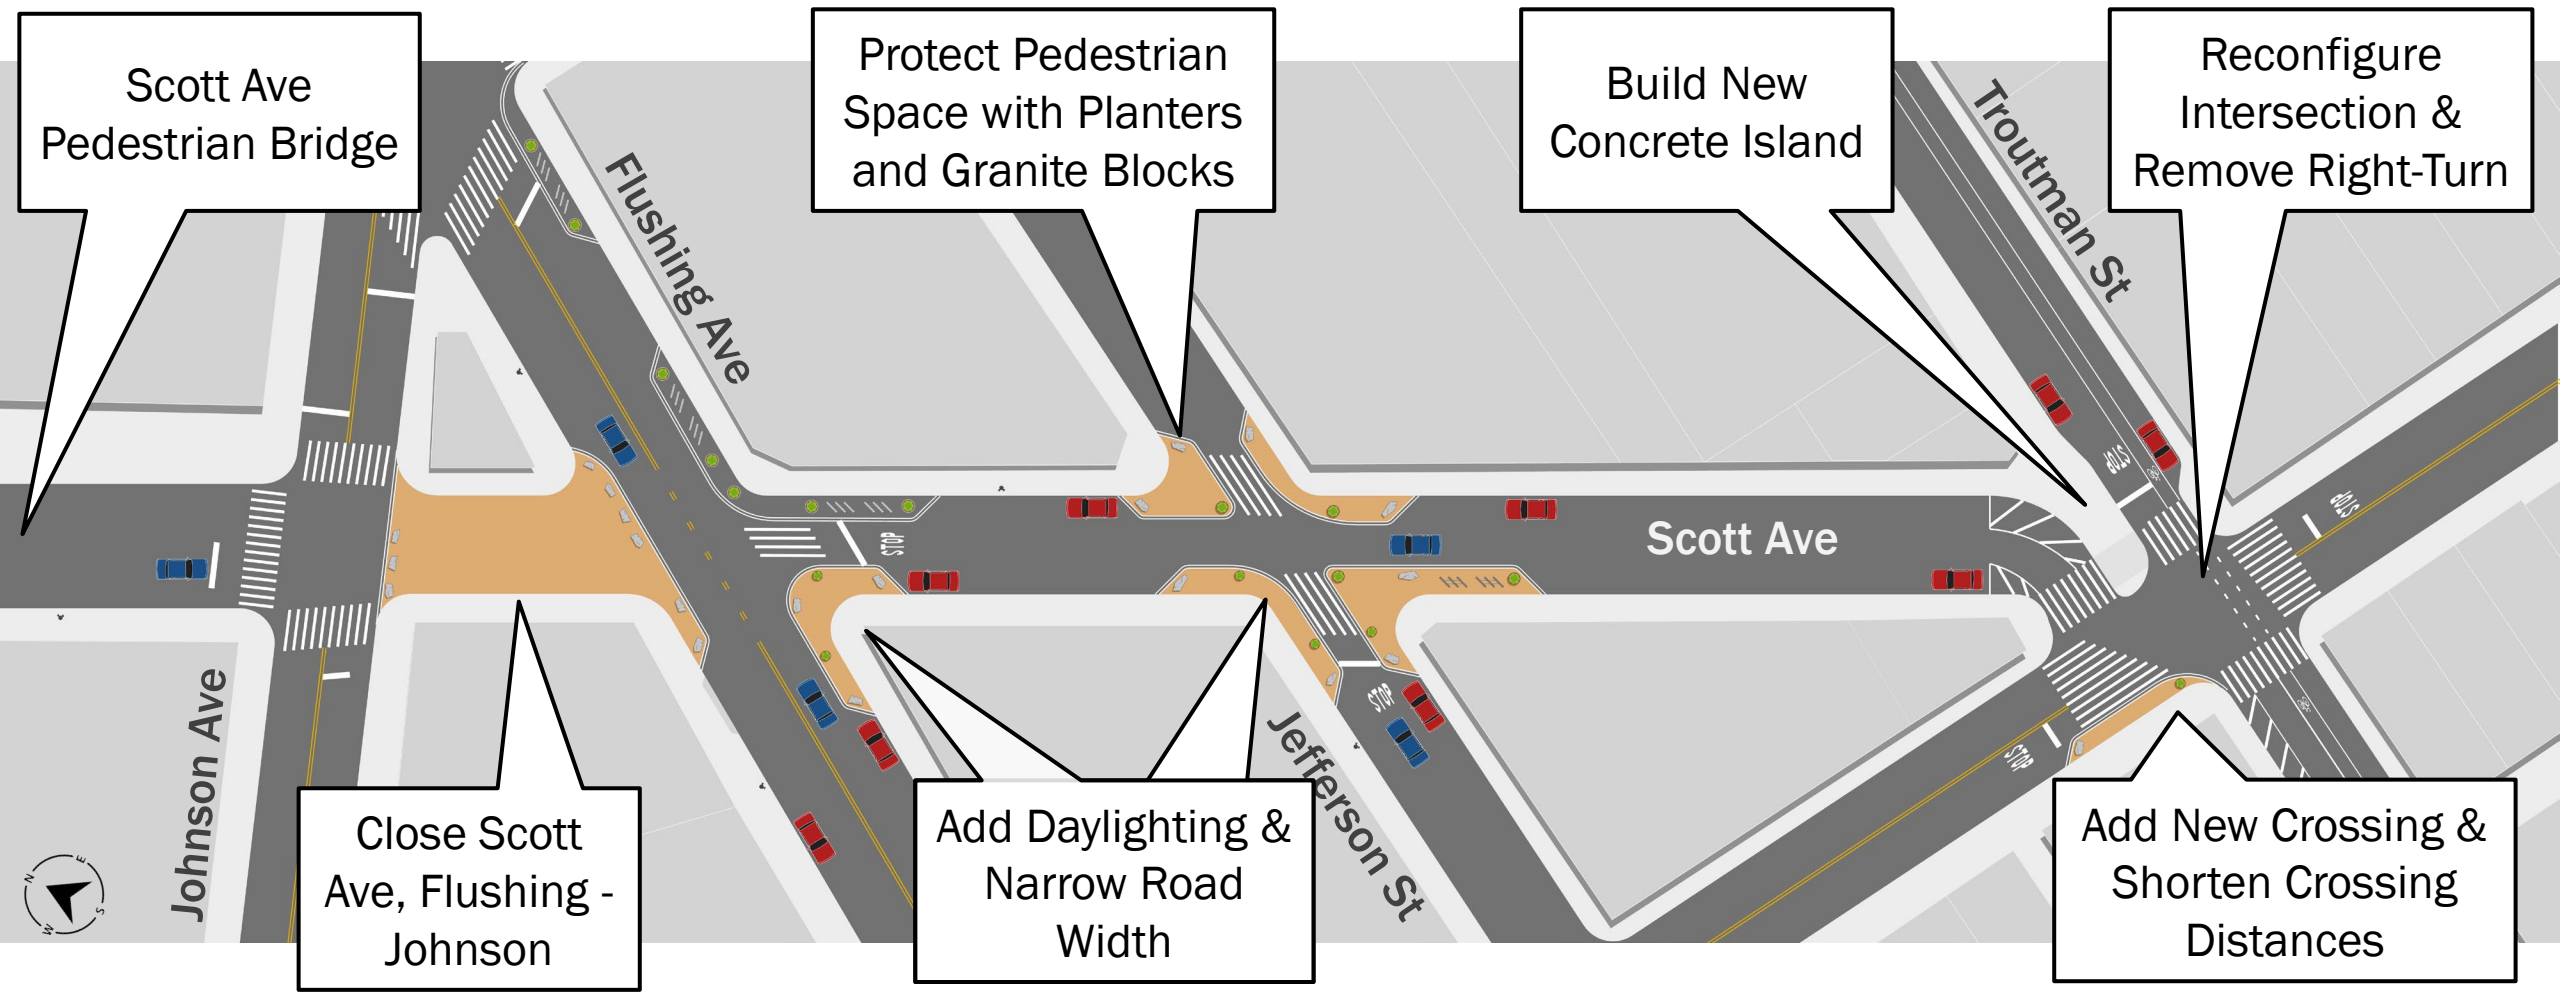 Scott Ave
Pedestrian Bridge
Protect Pedestrian
Space with Planters
and Granite Blocks
Build New
Concrete Island
Reconfigure
Intersection &
Remove Right-Turn
Flushing Ave
Troutman St
STOP
STOP
STOP
Scott Ave
Johnson Ave
Jefferson St
STOP
STOP
Close Scott
Ave, Flushing -
Johnson
Add Daylighting &
Narrow Road
Width
Add New Crossing &
Shorten Crossing
Distances
N
E
S
W